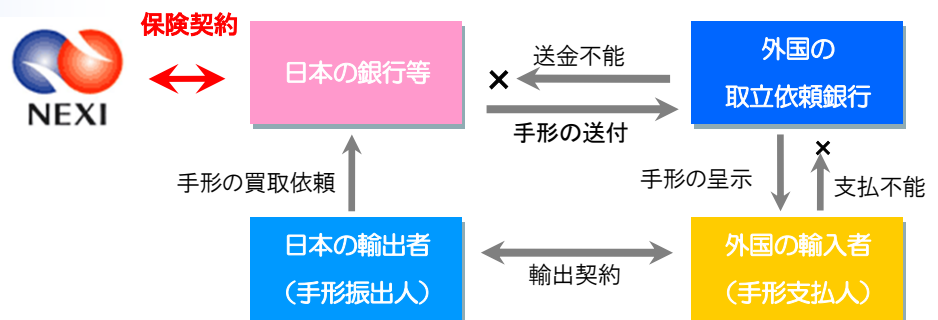 保険契約
NEXI
日本の銀行等
送金不能
×
手形の送付
外国の
取立依頼銀行
手形の買取依頼
手形の呈示
×
支払不能
日本の輸出者
（手形振出人）
輸出契約
外国の輸入者
（手形支払人）